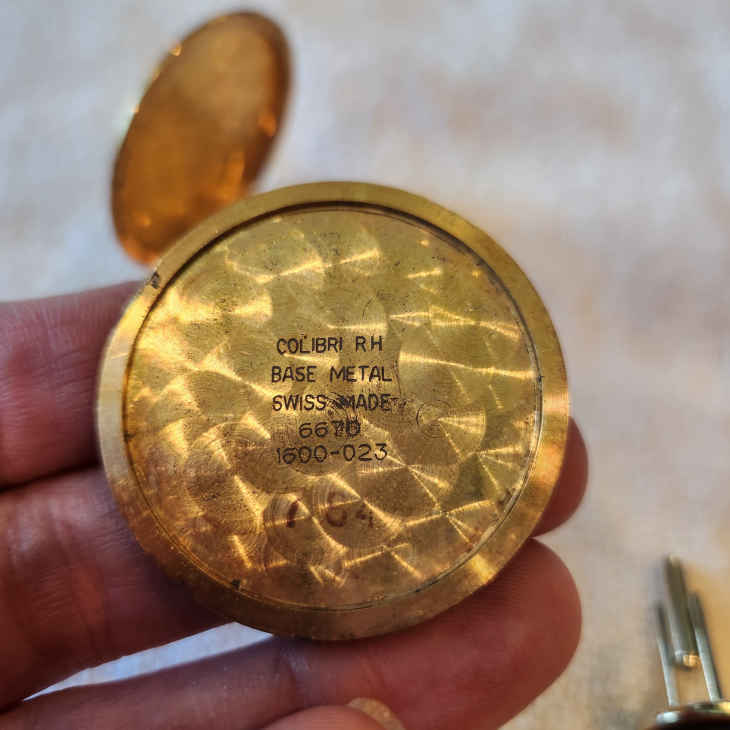 COLIBRI RH
BASE METAL
SWISS MADE
667D
1600-023